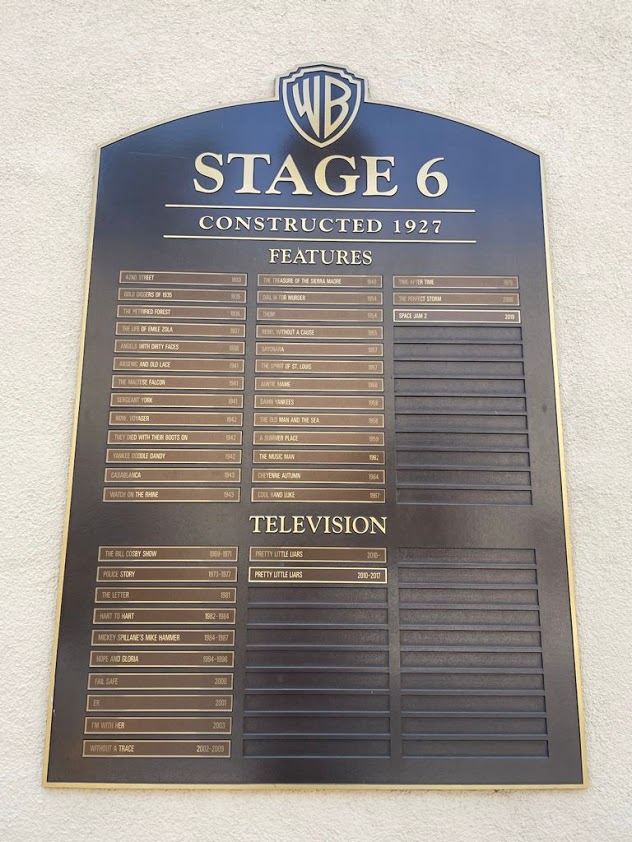 WB
STAGE 6
CONSTRUCTED 1927
FEATURES
42ND STREET 1933
GOLD DIGGERS OF 1935 1935
THE PETRIFIED FOREST 1936
THE LIFE OF EMILE ZOLA 1937
ANGELS WITH DIRTY FACES 1938
ARSENIC AND OLD LACE 1941
THE MALTESE FALCON 1941
SERGEANT YORK 1941
NOW, VOYAGER 1942
THEY DIED WITH THEIR BOOTS ON 1942
YANKEE DOODLE DANDY 1942
CASABLANCA 1943
WATCH ON THE RHINE 1943
THE TREASURE OF THE SIERRA MADRE 1948
DIAL M FOR MURDER 1954
THEM! 1954
REBEL WITHOUT A CAUSE 1955
SAYONARA 1957
THE SPIRIT OF ST. LOUIS 1957
AUNTIE MAME 1958
DAMN YANKEES 1958
THE OLD MAN AND THE SEA 1958
A SUMMER PLACE 1959
THE MUSIC MAN 1962
CHEYENNE AUTUMN 1964
COOL HAND LUKE 1967
TIME AFTER TIME 1979
THE PERFECT STORM 2000
SPACE JAM 2 2019
TELEVISION
THE BILL COSBY SHOW 1969-1971
POLICE STORY 1973-1977
THE LETTER 1981
HART TO HART 1982-1984
MICKEY SPILLANE'S MIKE HAMMER 1984-1987
HOPE AND GLORIA 1994-1996
FAIL SAFE 2000
ER 2001
I'M WITH HER 2003
WITHOUT A TRACE 2002-2009
PRETTY LITTLE LIARS 2010-
PRETTY LITTLE LIARS 2010-2017